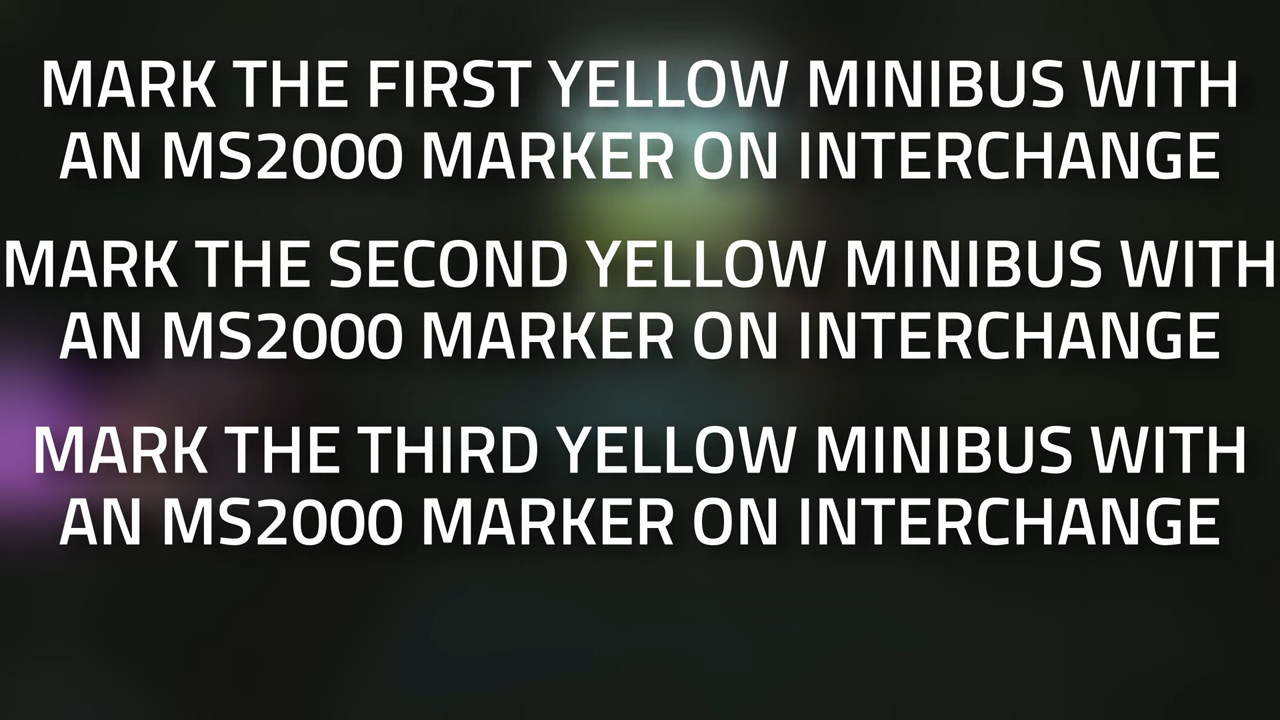 MARK THE FIRST YELLOW MINIBUS WITH
AN MS2000 MARKER ON INTERCHANGE
MARK THE SECOND YELLOW MINIBUS WITH
AN MS2000 MARKER ON INTERCHANGE
MARK THE THIRD YELLOW MINIBUS WITH
AN MS2000 MARKER ON INTERCHANGE